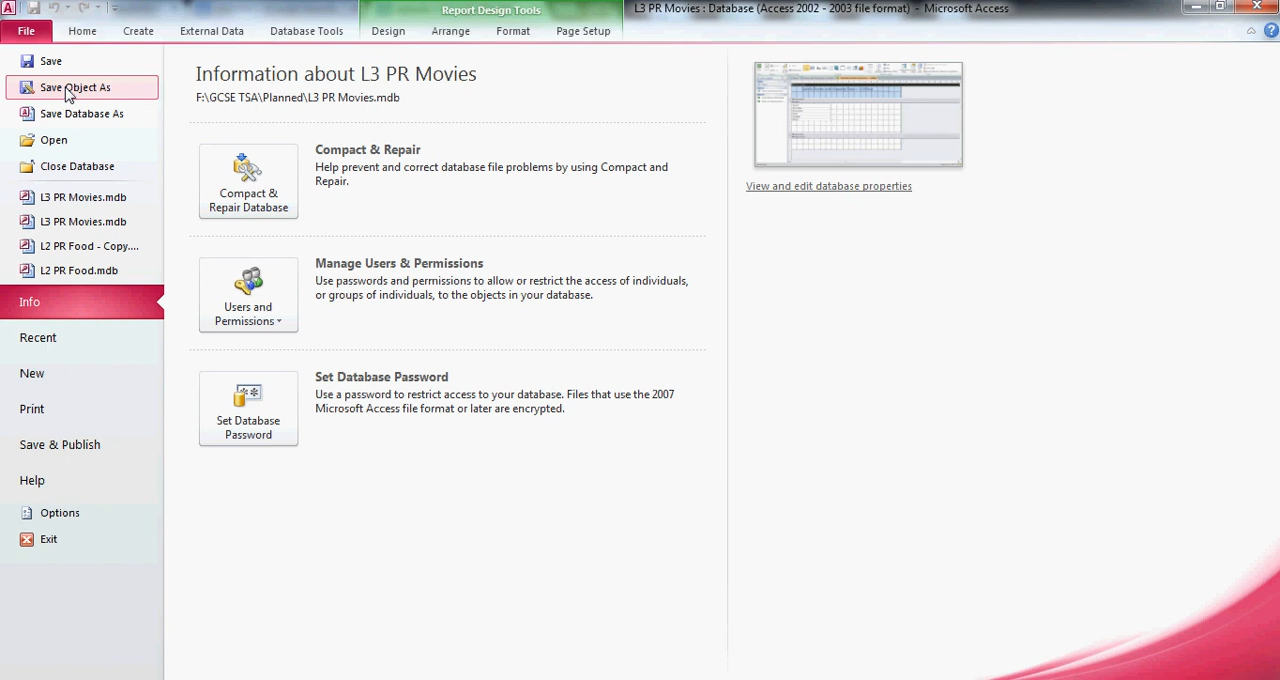 Report Design Tools
L3 PR Movies : Database (Access 2002 - 2003 file format) - Microsoft Access
File Home Create External Data Database Tools Design Arrange Format Page Setup
Save
Save Object As
Save Database As
Open
Close Database
L3 PR Movies.mdb
L3 PR Movies.mdb
L2 PR Food - Copy....
L2 PR Food.mdb
Info
Recent
New
Print
Save & Publish
Help
Options
Exit
Information about L3 PR Movies
F:\GCSE TSA\Planned\L3 PR Movies.mdb
Compact &
Repair Database
Compact & Repair
Help prevent and correct database file problems by using Compact and
Repair.
Users and
Permissions
Manage Users & Permissions
Use passwords and permissions to allow or restrict the access of individuals,
or groups of individuals, to the objects in your database.
Set Database
Password
Set Database Password
Use a password to restrict access to your database. Files that use the 2007
Microsoft Access file format or later are encrypted.
View and edit database properties